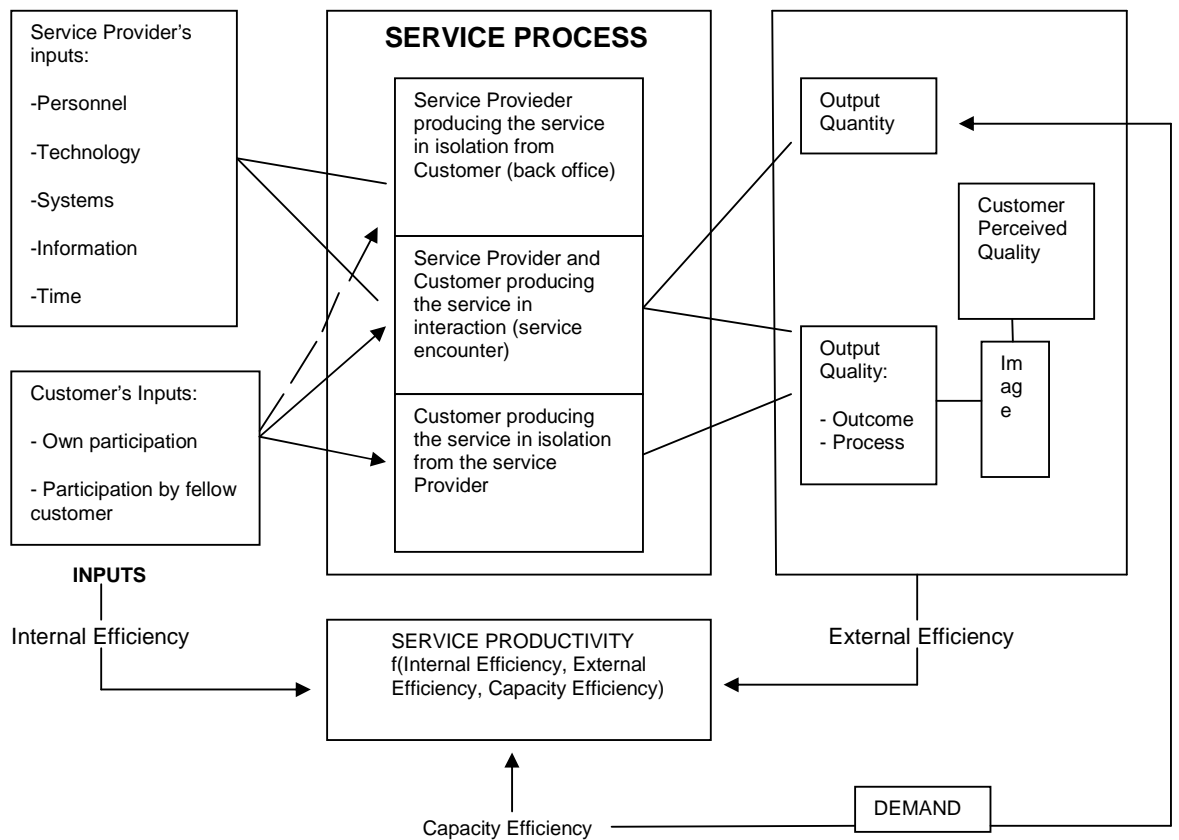 Service Provider's
inputs:
-Personnel
-Technology
-Systems
-Information
-Time
Customer's Inputs:
- Own participation
- Participation by fellow
customer
INPUTS
Internal Efficiency
SERVICE PROCESS
Service Provieder
producing the service
in isolation from
Customer (back office)
Service Provider and
Customer producing
the service in
interaction (service
encounter)
Customer producing
the service in isolation
from the service
Provider
Output
Quantity
Customer
Perceived
Quality
Output
Quality:
- Outcome
- Process
Im
ag
e
External Efficiency
SERVICE PRODUCTIVITY
f(Internal Efficiency, External
Efficiency, Capacity Efficiency)
Capacity Efficiency
DEMAND